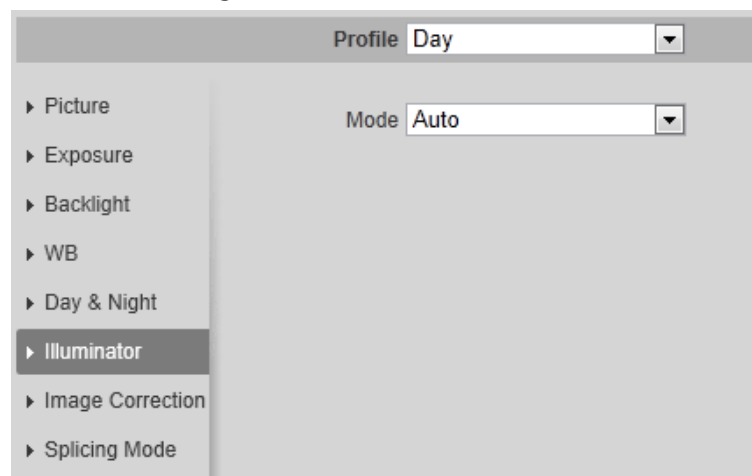 Profile Day
Picture
Mode Auto
Exposure
Backlight
WB
Day & Night
Illuminator
Image Correction
Splicing Mode